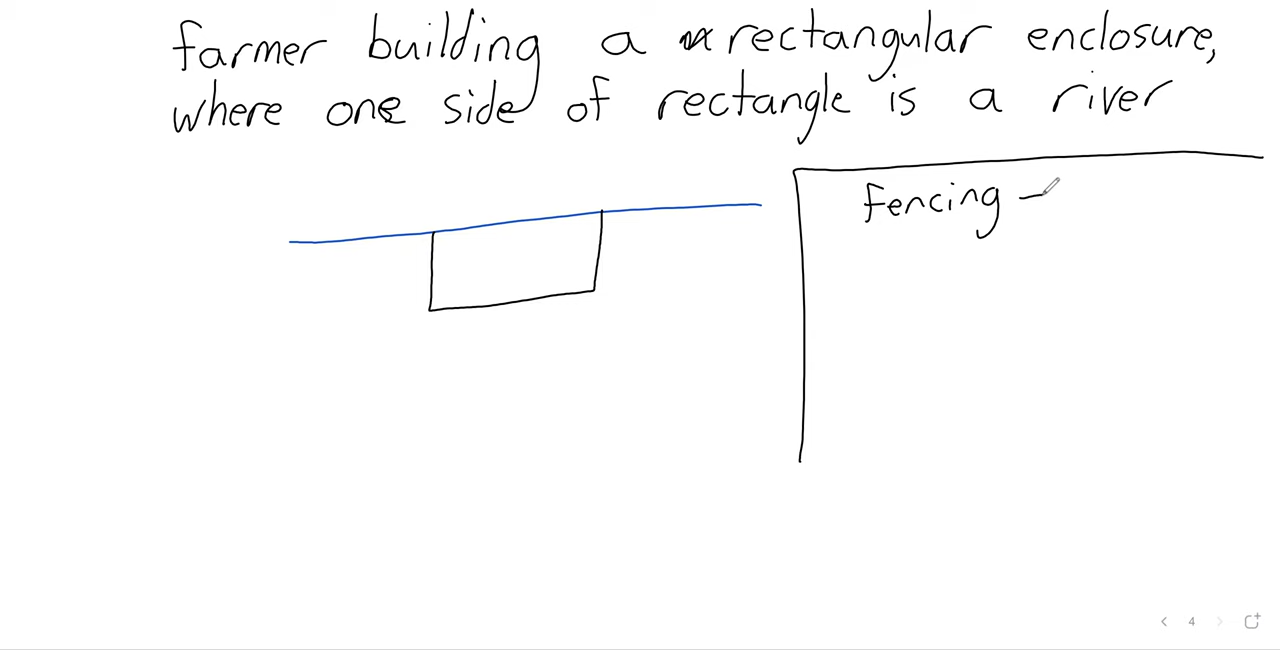 farmer building a rectangular enclosure,
where one side of rectangle is a river
Fencing -
4